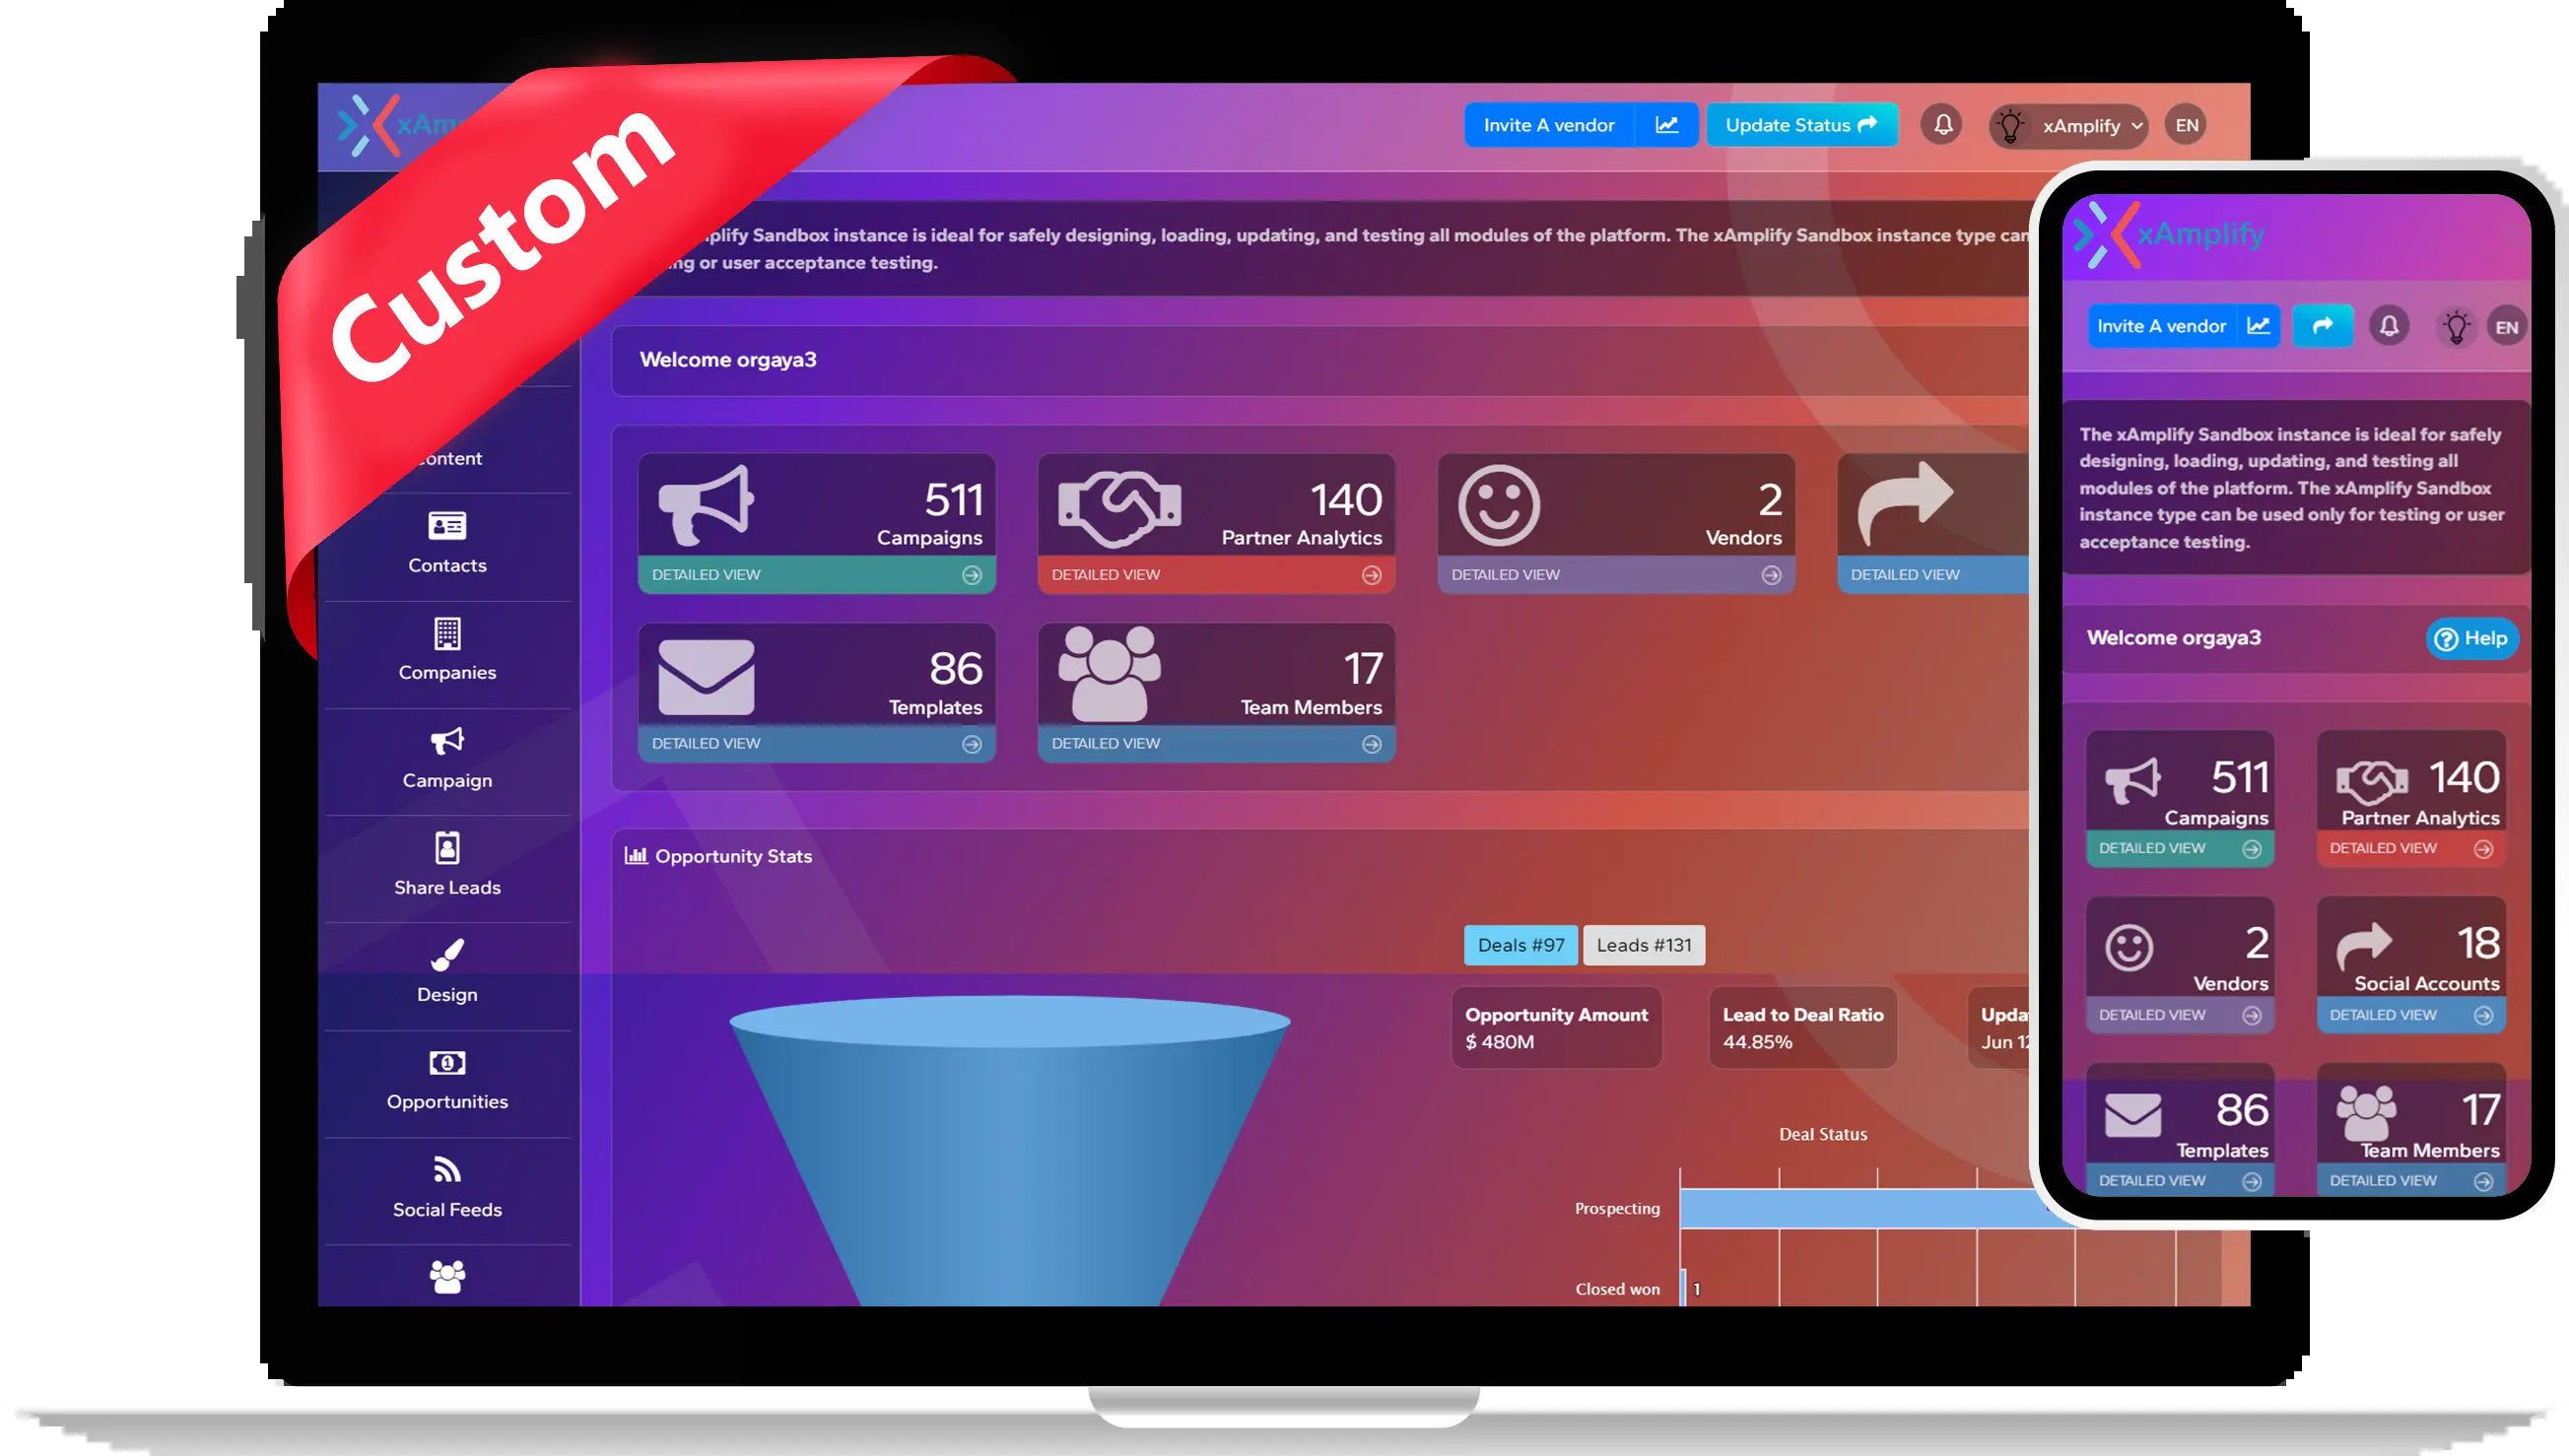 Custom
Invite A vendor
Update Status
xAmplify
EN
Sandbox instance is ideal for safely designing, loading, updating, and testing all modules of the platform. The xAmplify Sandbox instance type can
or user acceptance testing.
Welcome orgaya3
Contacts
Companies
Campaign
Share Leads
Design
Opportunities
Social Feeds
511
Campaigns
DETAILED VIEW
140
Partner Analytics
DETAILED VIEW
2
Vendors
DETAILED VIEW
DETAILED VIEW
86
Templates
DETAILED VIEW
17
Team Members
DETAILED VIEW
Opportunity Stats
Deals #97
Leads #131
Opportunity Amount
$ 480M
Lead to Deal Ratio
44.85%
Jun
Deal Status
Prospecting
Closed won
1
xAmplify
Invite A vendor
EN
The xAmplify Sandbox instance is ideal for safely
designing, loading, updating, and testing all
modules of the platform. The xAmplify Sandbox
instance type can be used only for testing or user
acceptance testing.
Welcome orgaya3
Help
511
Campaigns
DETAILED VIEW
140
Partner Analytics
DETAILED VIEW
2
Vendors
DETAILED VIEW
18
Social Accounts
DETAILED VIEW
86
Templates
DETAILED VIEW
17
Team Members
DETAILED VIEW